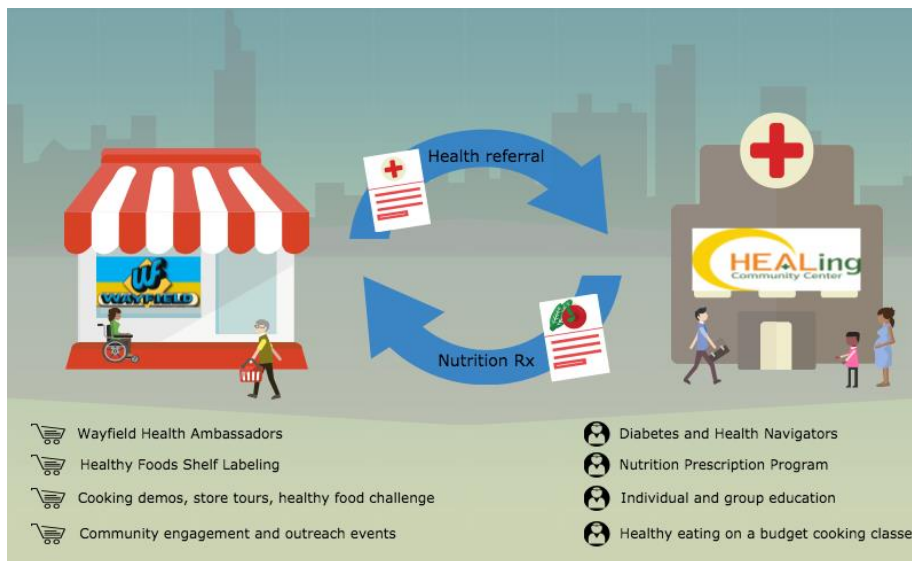 Health referral
WF
WAYFIELD
HEALing
Community Center
Nutrition Rx
Wayfield Health Ambassadors
Healthy Foods Shelf Labeling
Cooking demos, store tours, healthy food challenge
Community engagement and outreach events
Diabetes and Health Navigators
Nutrition Prescription Program
Individual and group education
Healthy eating on a budget cooking classe